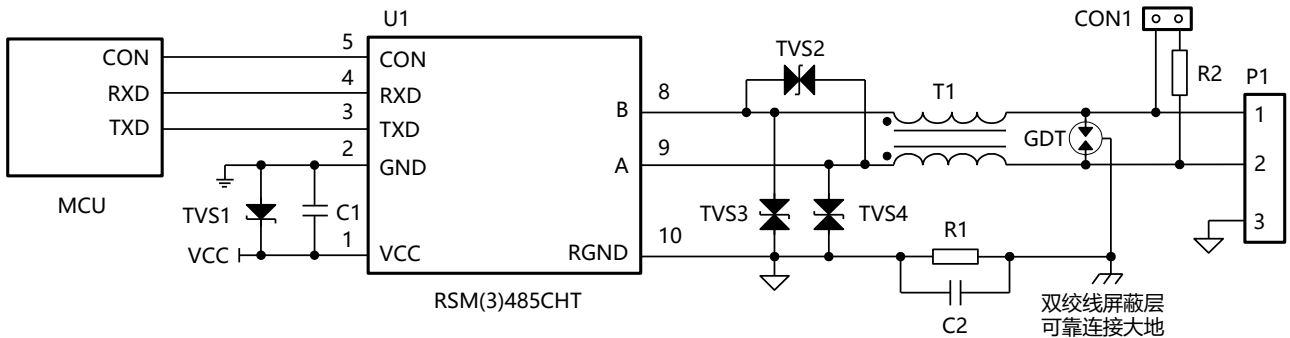 U1
CON1
MCU
CON
RXD
TXD
5
4
3
2
1
CON
RXD
TXD
GND
VCC
B
A
RGND
8
9
10
RSM(3)485CHT
TVS1
C1
VCC
TVS2
TVS3
TVS4
T1
GDT
R1
C2
R2
P1
1
2
3
双绞线屏蔽层
可靠连接大地